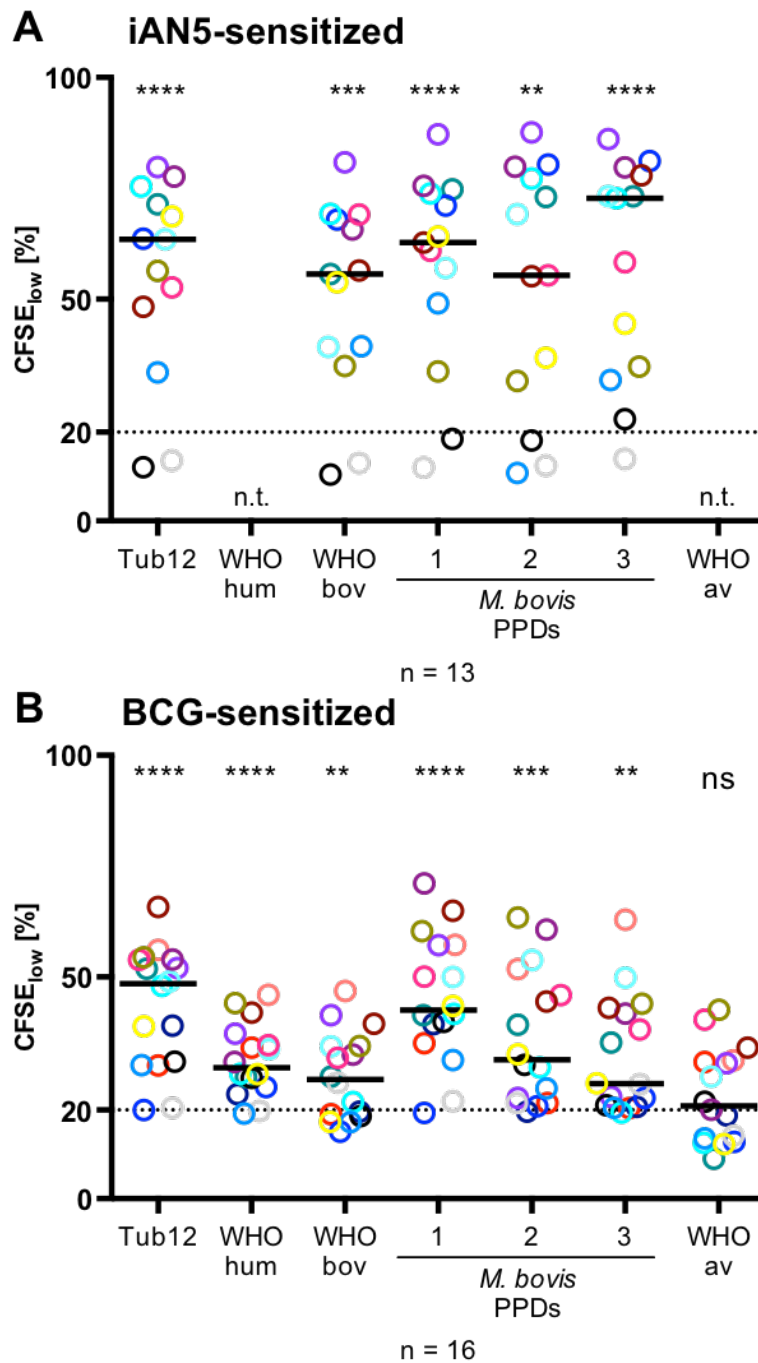 A iAN5-sensitized
100
**** *** **** ** ****
CFSElow [%]
50
20
n.t. n.t.
0
Tub12 WHO hum WHO bov 1 2 3 WHO av
M. bovis
PPDs
n = 13
B BCG-sensitized
100
**** **** ** **** *** ** ns
CFSElow [%]
50
20
0
Tub12 WHO hum WHO bov 1 2 3 WHO av
M. bovis
PPDs
n = 16